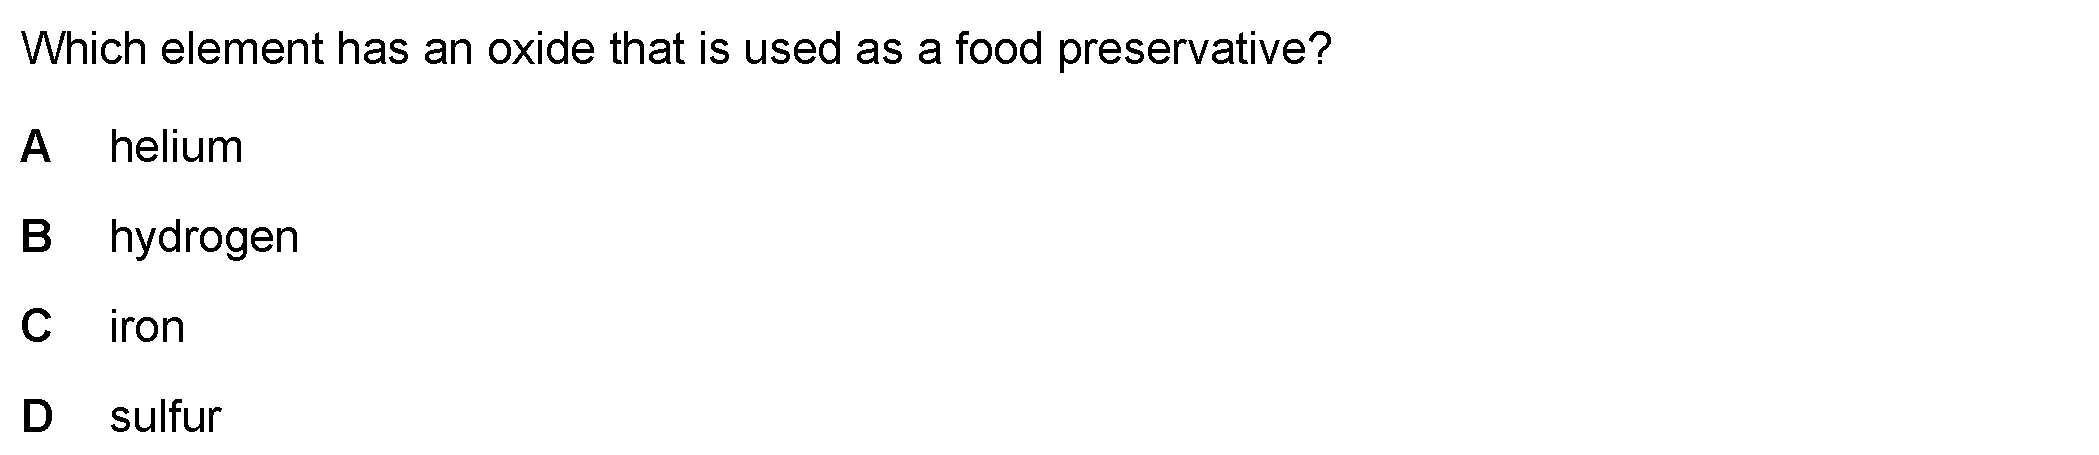 Which element has an oxide that is used as a food preservative?
A helium
B hydrogen
C iron
D sulfur